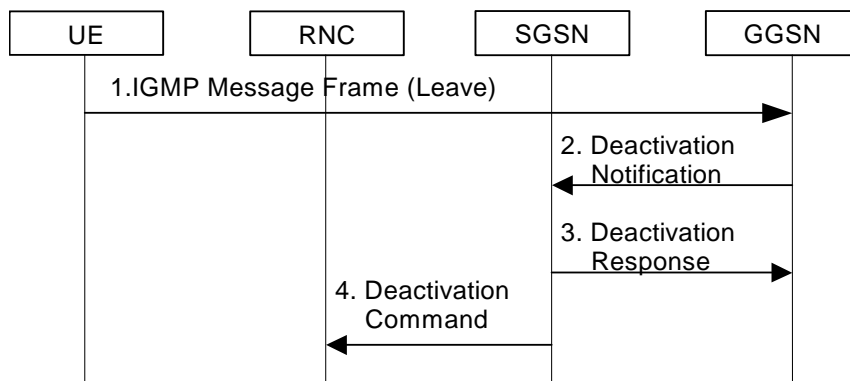 UE
RNC
SGSN
GGSN
1.IGMP Message Frame (Leave)
2. Deactivation
Notification
3. Deactivation
Response
4. Deactivation
Command